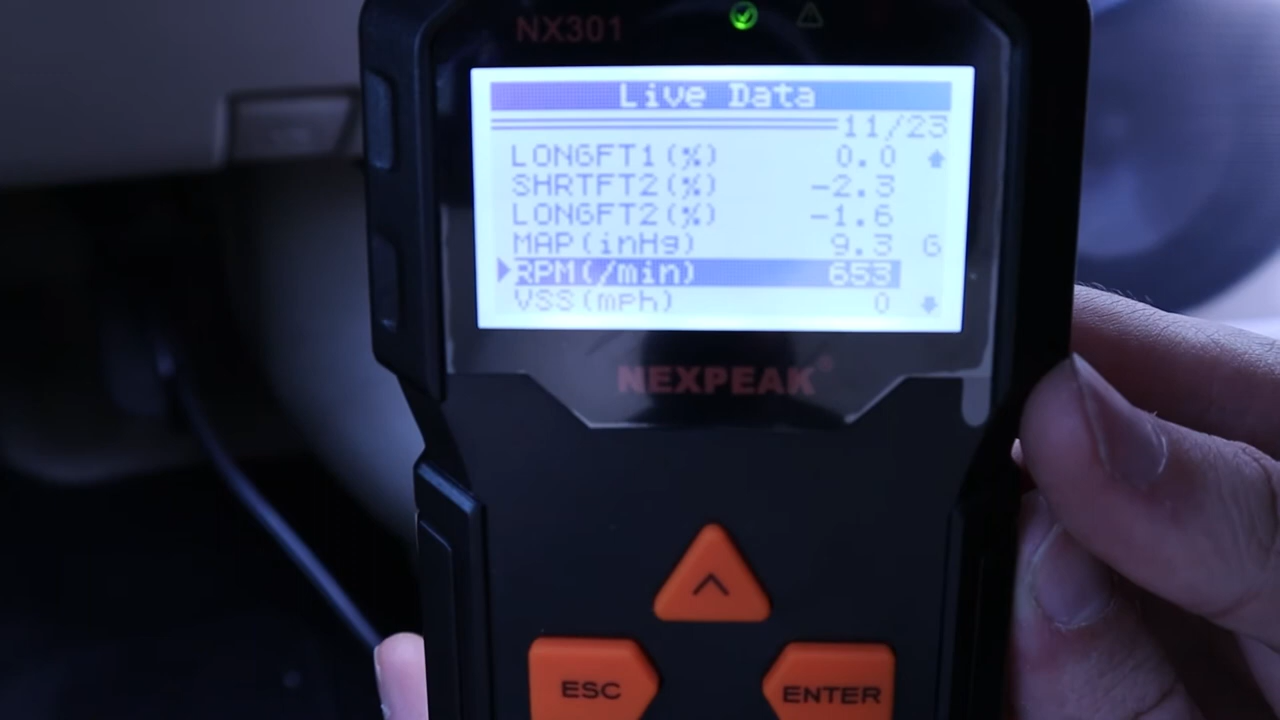 NX301
Live Data
11/23
LONGFT1(%) 0.0
SHRTFT2(%) -2.3
LONGFT2(%) -1.6
MAP(inHg) 9.3 G
RPM(/min) 653
VSS(mph) 0
NEXPEAK®
ESC
ENTER